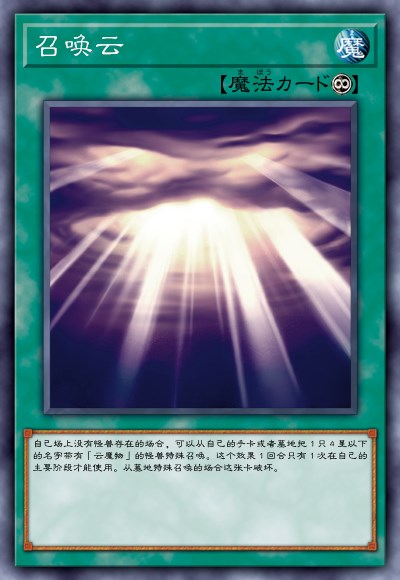 召唤云
魔
【魔法カード♾】
まほう
自己场上没有怪兽存在的场合，可以从自己的手卡或者墓地把1只4星以下
的名字带有「云魔物」的怪兽特殊召唤。这个效果1回合只有1次在自己的
主要阶段才能使用。从墓地特殊召唤的场合这张卡破坏。